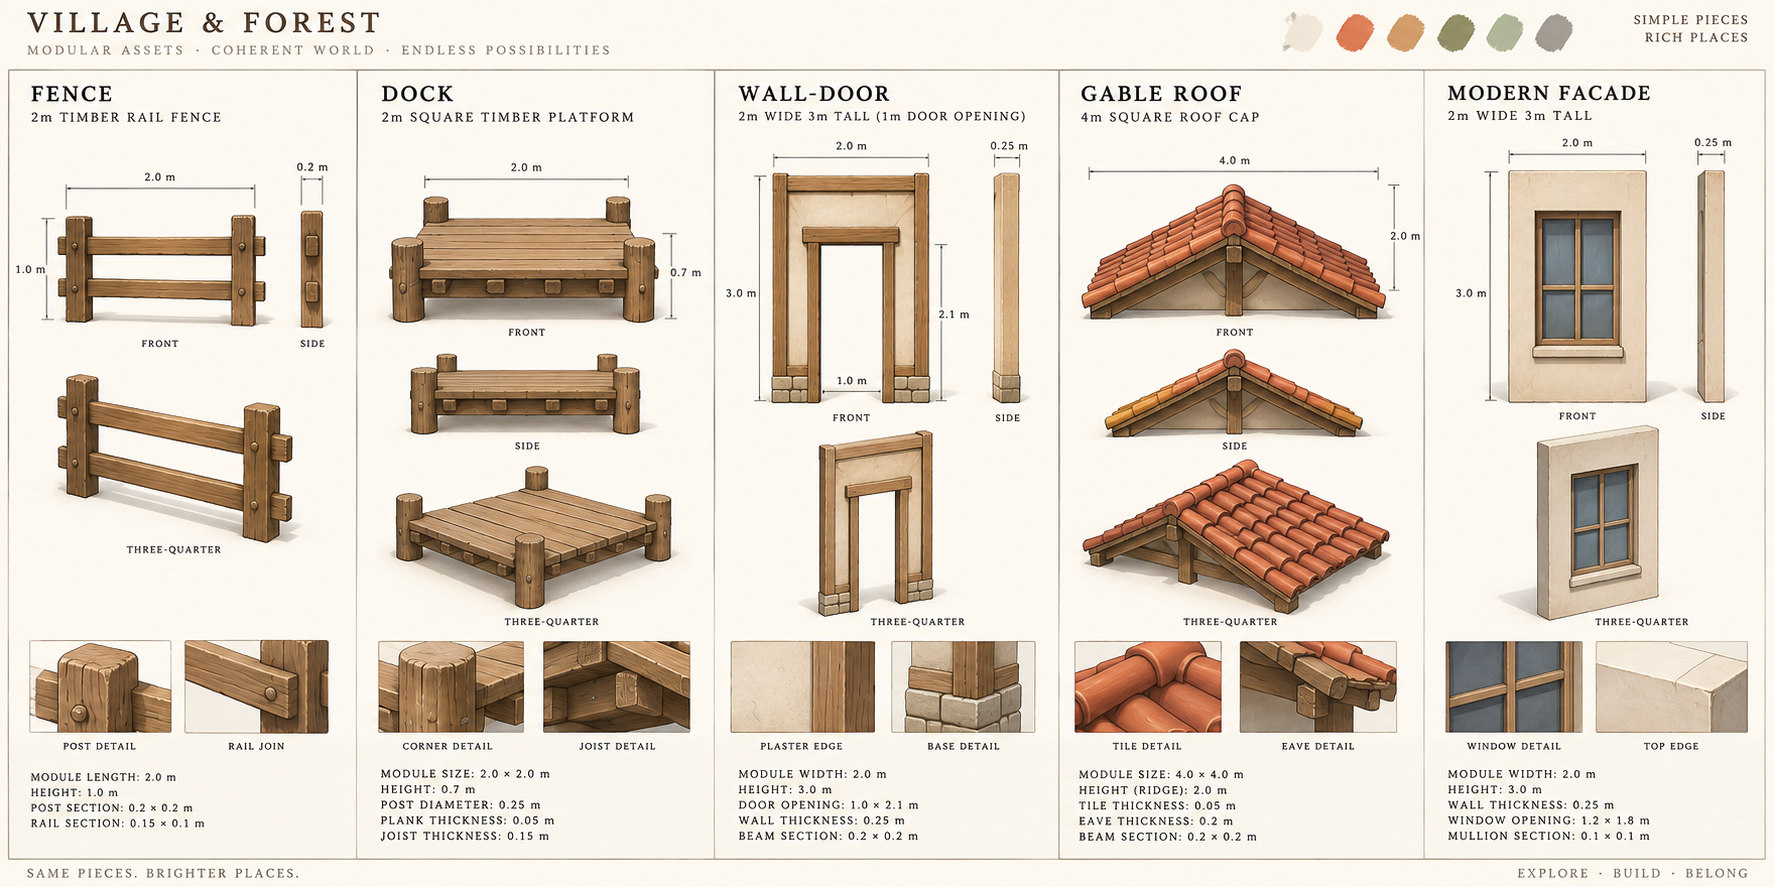 VILLAGE & FOREST
MODULAR ASSETS · COHERENT WORLD · ENDLESS POSSIBILITIES
SIMPLE PIECES
RICH PLACES
FENCE
2m TIMBER RAIL FENCE
2.0 m
0.2 m
1.0 m
FRONT
SIDE
THREE-QUARTER
POST DETAIL
RAIL JOIN
MODULE LENGTH: 2.0 m
HEIGHT: 1.0 m
POST SECTION: 0.2 × 0.2 m
RAIL SECTION: 0.15 × 0.1 m
DOCK
2m SQUARE TIMBER PLATFORM
2.0 m
0.7 m
FRONT
SIDE
THREE-QUARTER
CORNER DETAIL
JOIST DETAIL
MODULE SIZE: 2.0 × 2.0 m
HEIGHT: 0.7 m
POST DIAMETER: 0.25 m
PLANK THICKNESS: 0.05 m
JOIST THICKNESS: 0.15 m
WALL-DOOR
2m WIDE 3m TALL (1m DOOR OPENING)
2.0 m
0.25 m
3.0 m
2.1 m
1.0 m
FRONT
SIDE
THREE-QUARTER
PLASTER EDGE
BASE DETAIL
MODULE WIDTH: 2.0 m
HEIGHT: 3.0 m
DOOR OPENING: 1.0 × 2.1 m
WALL THICKNESS: 0.25 m
BEAM SECTION: 0.2 × 0.2 m
GABLE ROOF
4m SQUARE ROOF CAP
4.0 m
2.0 m
FRONT
SIDE
THREE-QUARTER
TILE DETAIL
EAVE DETAIL
MODULE SIZE: 4.0 × 4.0 m
HEIGHT (RIDGE): 2.0 m
TILE THICKNESS: 0.05 m
EAVE THICKNESS: 0.2 m
BEAM SECTION: 0.2 × 0.2 m
MODERN FACADE
2m WIDE 3m TALL
2.0 m
0.25 m
3.0 m
FRONT
SIDE
THREE-QUARTER
WINDOW DETAIL
TOP EDGE
MODULE WIDTH: 2.0 m
HEIGHT: 3.0 m
WALL THICKNESS: 0.25 m
WINDOW OPENING: 1.2 × 1.8 m
MULLION SECTION: 0.1 × 0.1 m
SAME PIECES. BRIGHTER PLACES.
EXPLORE · BUILD · BELONG